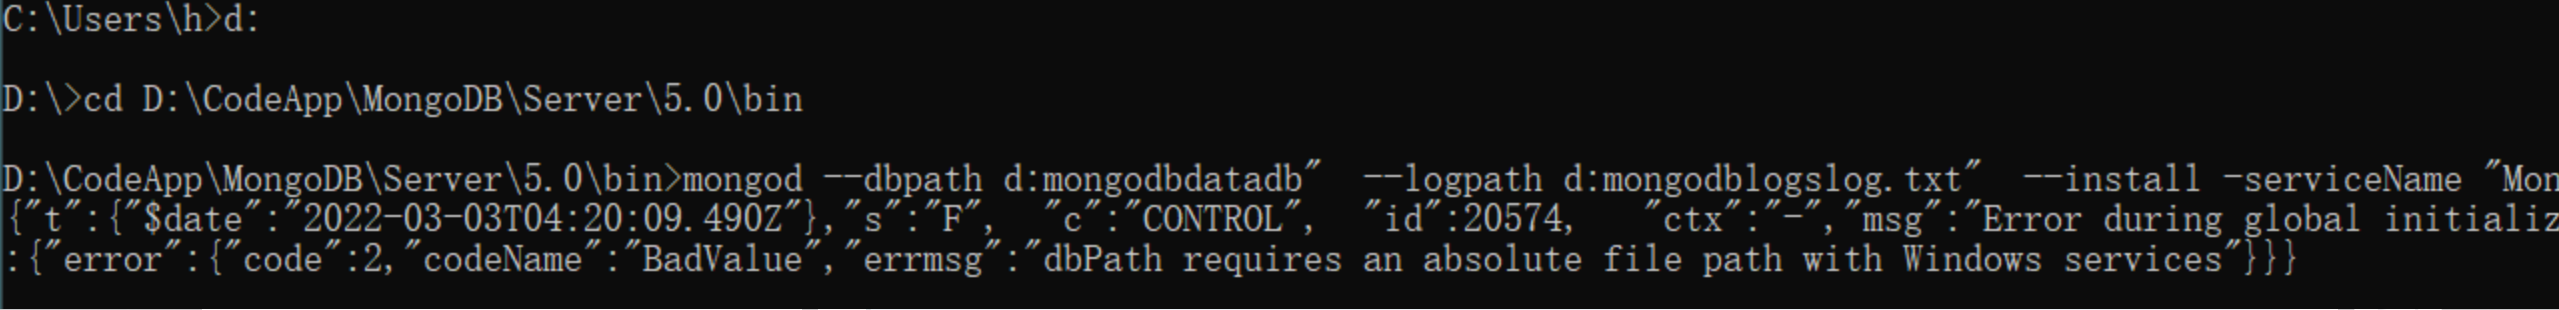 C:\Users\h>d:
D:\>cd D:\CodeApp\MongoDB\Server\5.0\bin
D:\CodeApp\MongoDB\Server\5.0\bin>mongod --dbpath d:mongodbdatadb"  --logpath d:mongodblogslog.txt"  --install -serviceName "Mon
{"t":{"$date":"2022-03-03T04:20:09.490Z"},"s":"F",  "c":"CONTROL",  "id":20574,   "ctx":"-","msg":"Error during global initializ
:{"error":{"code":2,"codeName":"BadValue","errmsg":"dbPath requires an absolute file path with Windows services"}}}